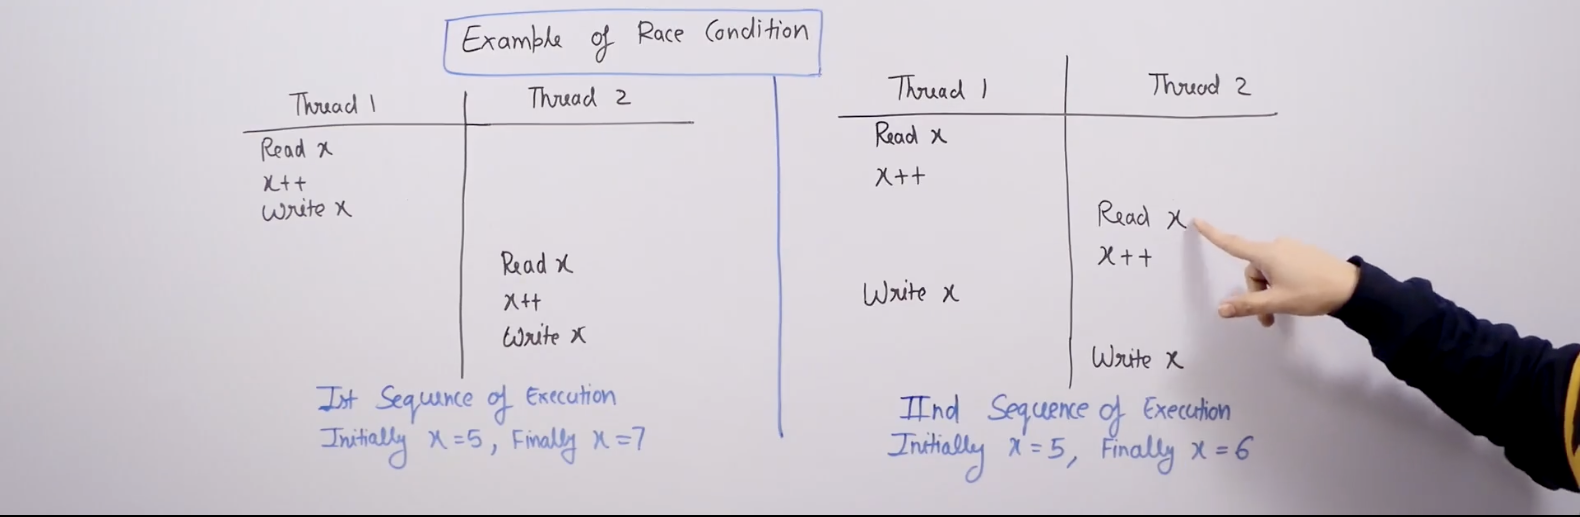 Example of Race Condition
Thread 1 Thread 2
Read x
x++
Write x
Read x
x++
Write x
Ist Sequence of Execution
Initially x=5, Finally x=7
Thread 1 Thread 2
Read x
x++
Read x
x++
Write x
Write x
IInd Sequence of Execution
Initially x=5, Finally x=6